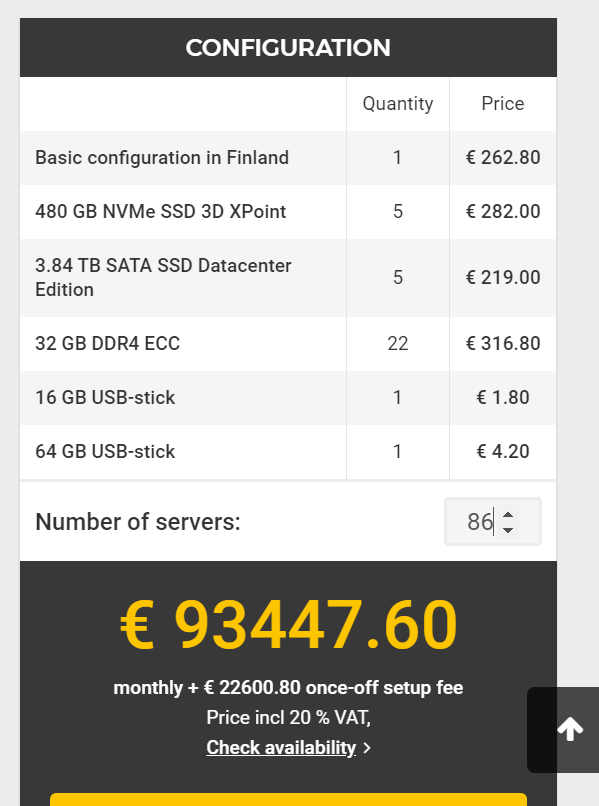 CONFIGURATION
Quantity Price
Basic configuration in Finland 1 € 262.80
480 GB NVMe SSD 3D XPoint 5 € 282.00
3.84 TB SATA SSD Datacenter
Edition 5 € 219.00
32 GB DDR4 ECC 22 € 316.80
16 GB USB-stick 1 € 1.80
64 GB USB-stick 1 € 4.20
Number of servers: 86
€ 93447.60
monthly + € 22600.80 once-off setup fee
Price incl 20 % VAT,
Check availability